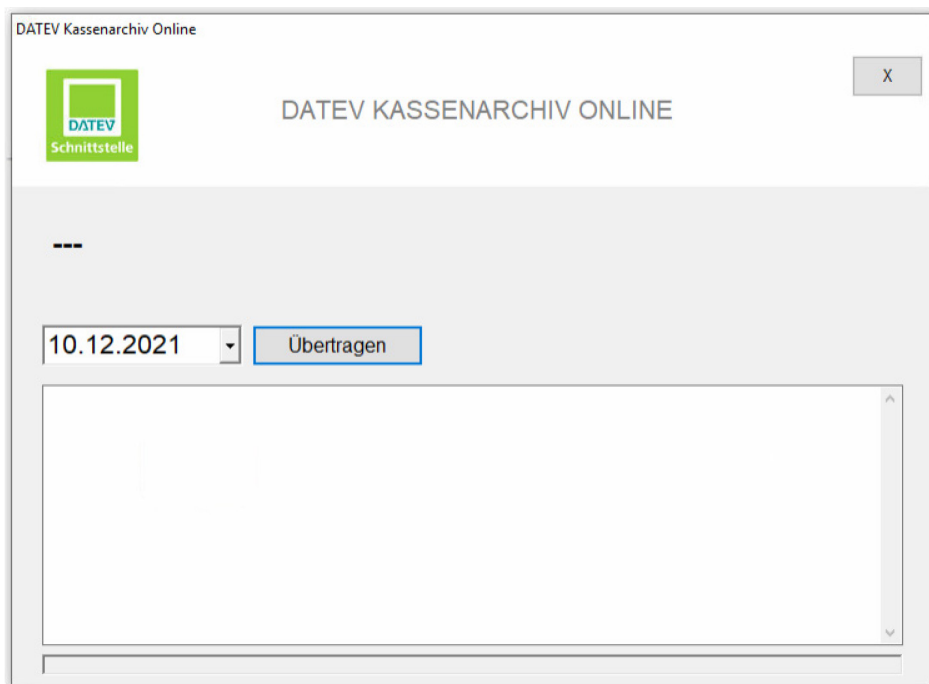 DATEV Kassenarchiv Online
X
DATEV KASSENARCHIV ONLINE
DATEV
Schnittstelle
---
10.12.2021
Übertragen